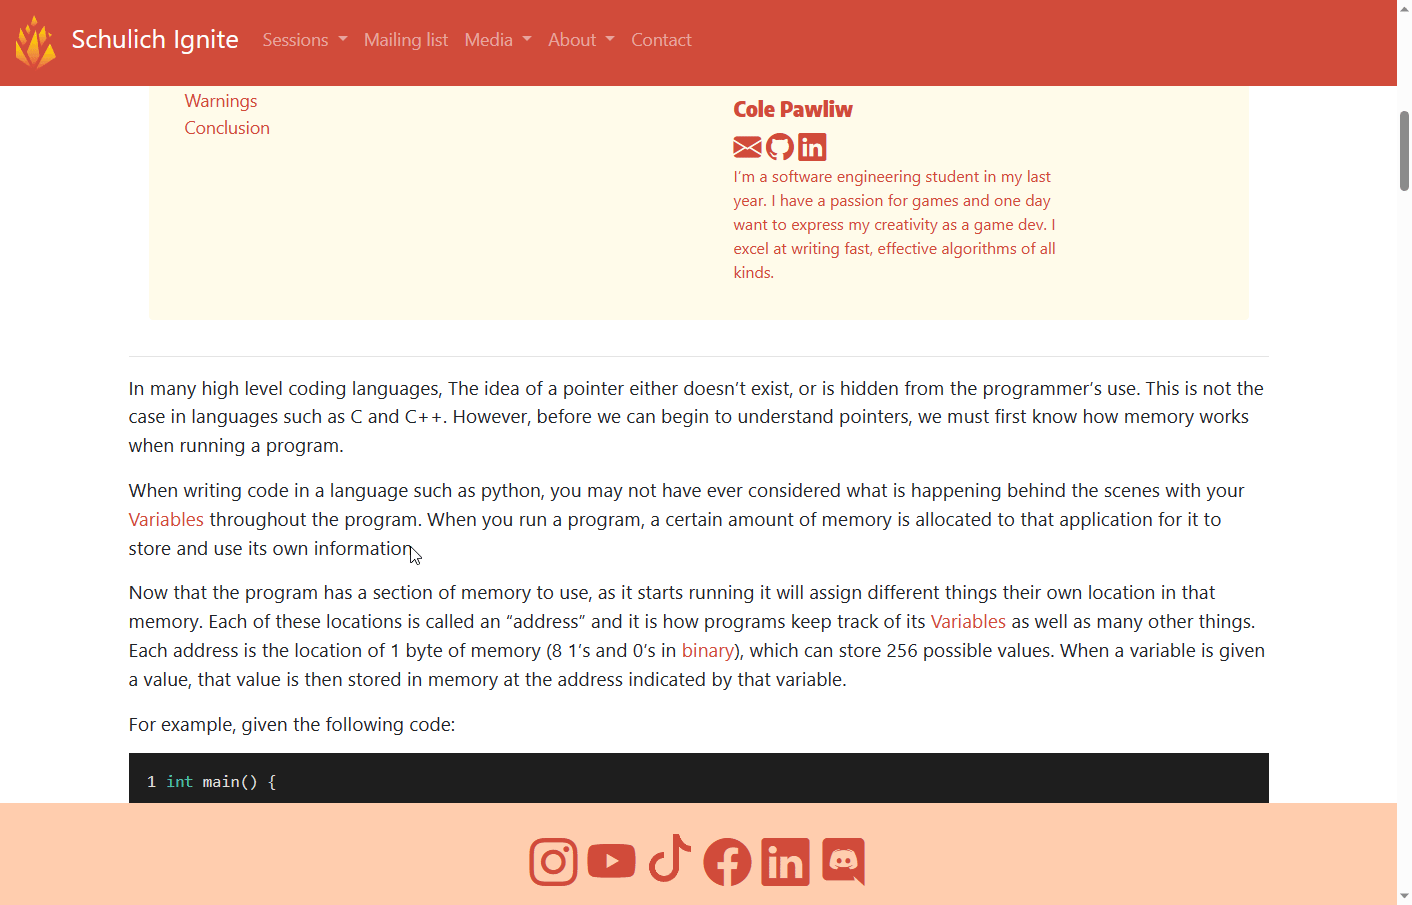 Schulich Ignite
Sessions
Mailing list
Media
About
Contact
Warnings
Conclusion
Cole Pawliw
I'm a software engineering student in my last
year. I have a passion for games and one day
want to express my creativity as a game dev. I
excel at writing fast, effective algorithms of all
kinds.
In many high level coding languages, The idea of a pointer either doesn't exist, or is hidden from the programmer's use. This is not the
case in languages such as C and C++. However, before we can begin to understand pointers, we must first know how memory works
when running a program.
When writing code in a language such as python, you may not have ever considered what is happening behind the scenes with your
Variables throughout the program. When you run a program, a certain amount of memory is allocated to that application for it to
store and use its own information.
Now that the program has a section of memory to use, as it starts running it will assign different things their own location in that
memory. Each of these locations is called an “address” and it is how programs keep track of its Variables as well as many other things.
Each address is the location of 1 byte of memory (8 1's and 0's in binary), which can store 256 possible values. When a variable is given
a value, that value is then stored in memory at the address indicated by that variable.
For example, given the following code:
1 int main() {